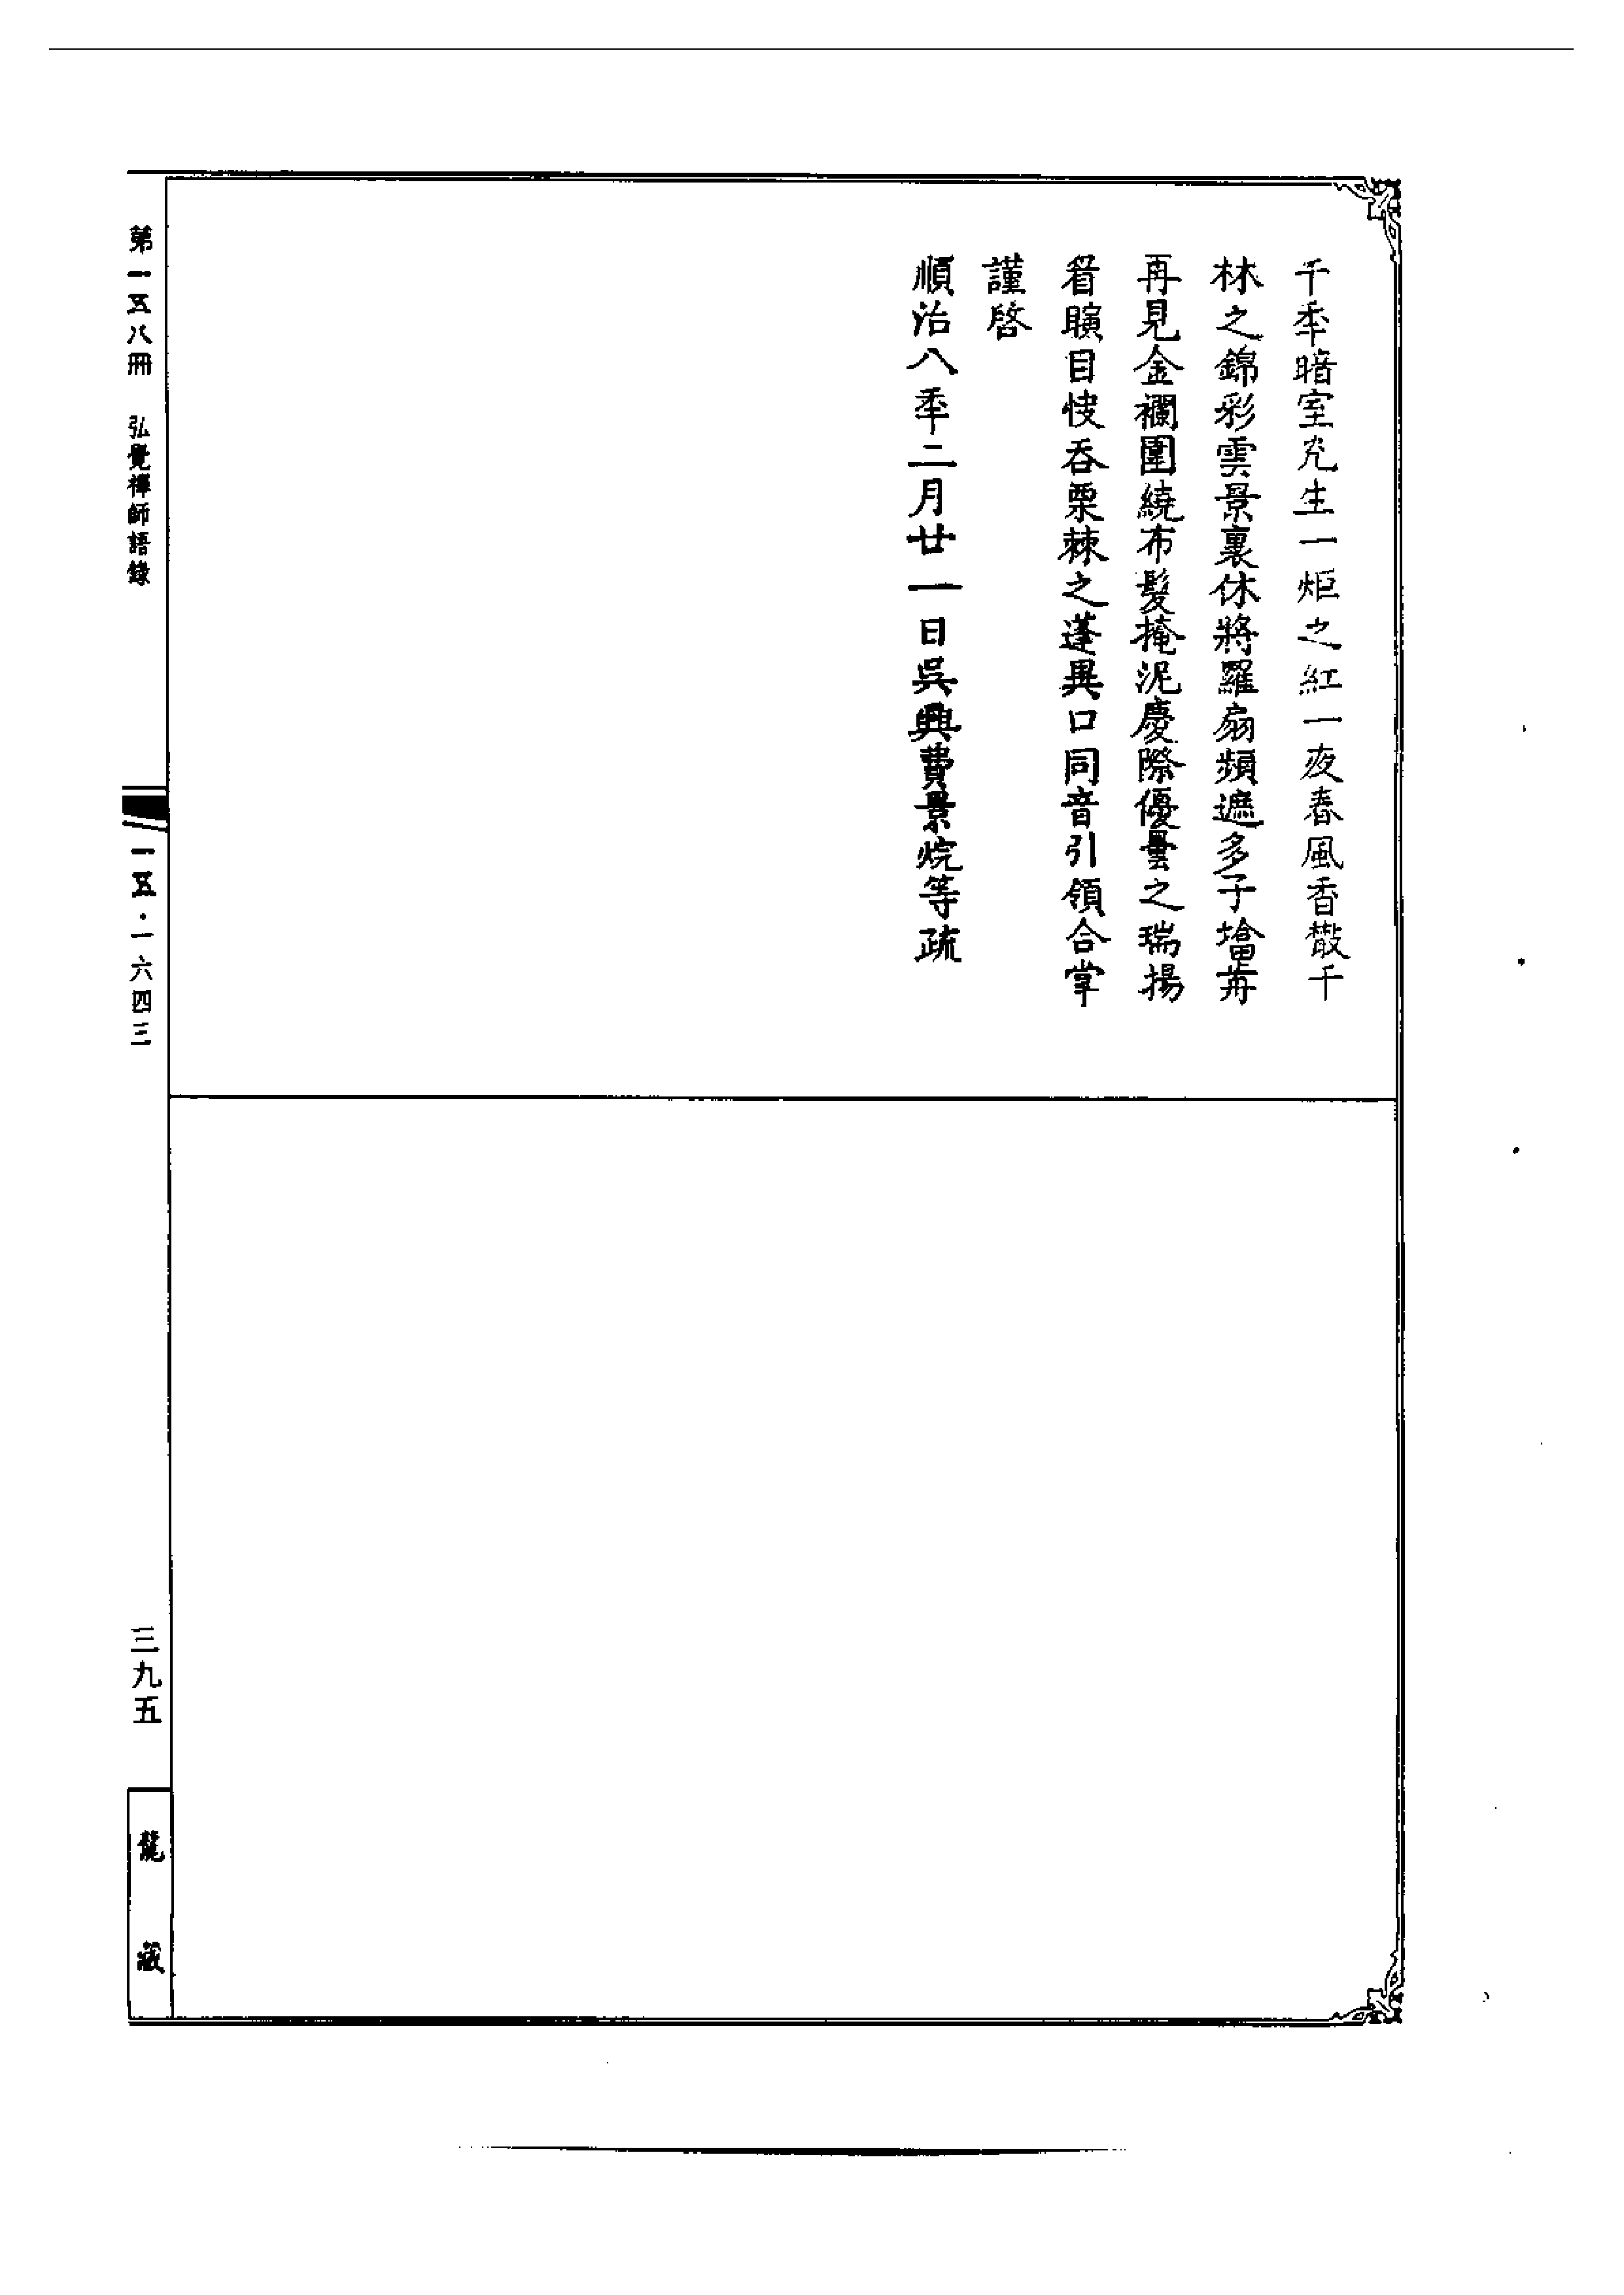 千秊暗室光生一炬之紅一夜春風香散千
林之錦彩雲景裏休將羅扇頻遮多子塔前
再見金襴圍繞布髮掩泥慶際優曇之瑞揚
眉瞚目快吞栗棘之蓬異口同音引領合掌
謹啓
順治八秊二月廿一日吳興費景烷等疏
第一五八冊 弘覺禪師語錄
一五·一六四三
三九五
龍藏